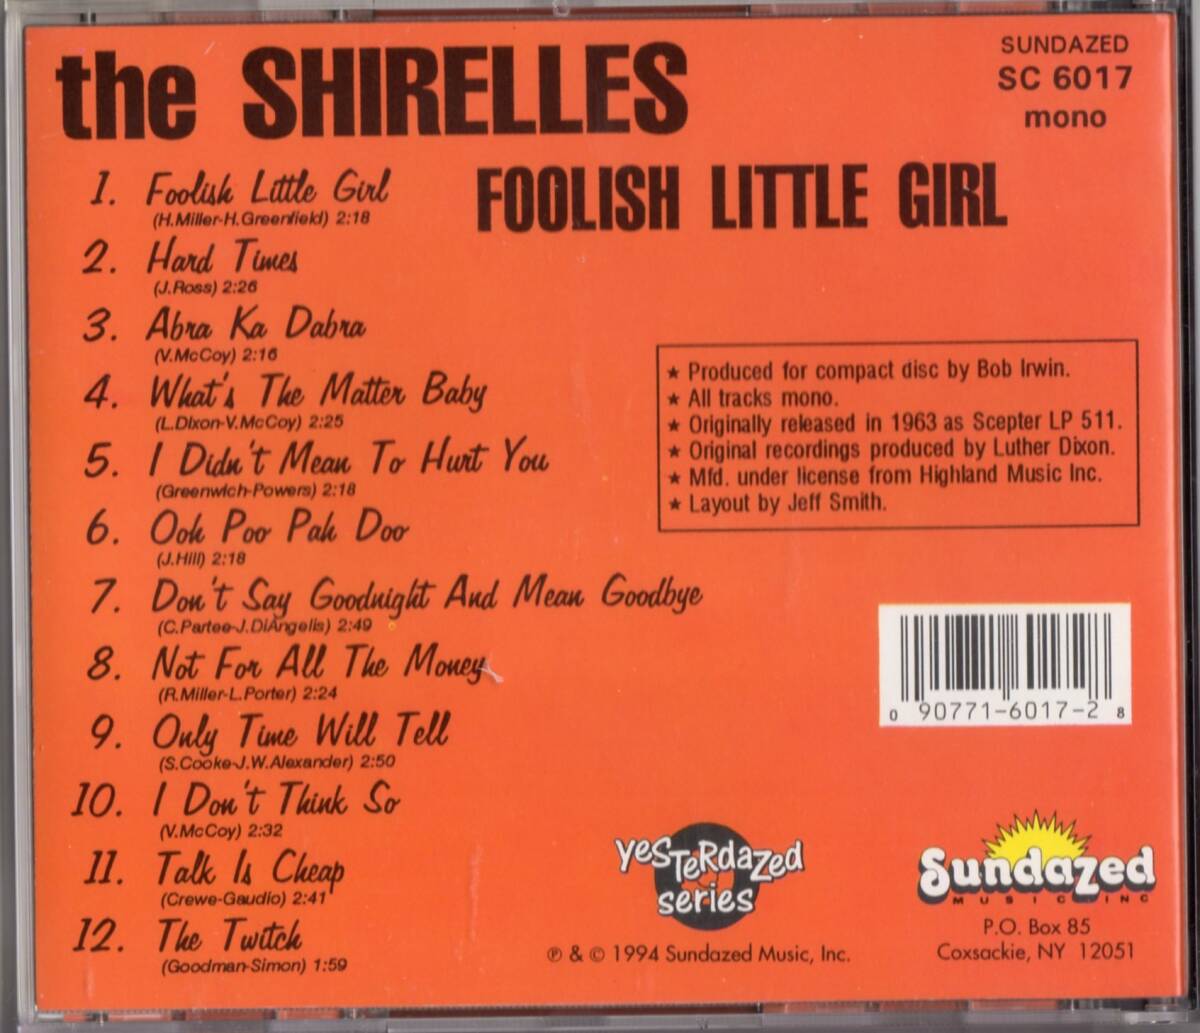 the SHIRELLES
SUNDAZED
SC 6017
mono
FOOLISH LITTLE GIRL
1. Foolish Little Girl
(H.Miller-H.Greenfield) 2:18
2. Hard Times
(J.Ross) 2:26
3. Abra Ka Dabra
(V.McCoy) 2:16
4. What's The Matter Baby
(L.Dixon-V.McCoy) 2:25
5. I Didn't Mean To Hurt You
(Greenwich-Powers) 2:18
6. Ooh Poo Pah Doo
(J.Hill) 2:18
7. Don't Say Goodnight And Mean Goodbye
(C.Partee-J.DiAngelis) 2:49
8. Not For All The Money
(R.Miller-L.Porter) 2:24
9. Only Time Will Tell
(S.Cooke-J.W.Alexander) 2:50
10. I Don't Think So
(V.McCoy) 2:32
11. Talk Is Cheap
(Crewe-Gaudio) 2:41
12. The Twitch
(Goodman-Simon) 1:59
★ Produced for compact disc by Bob Irwin.
★ All tracks mono.
★ Originally released in 1963 as Scepter LP 511.
★ Original recordings produced by Luther Dixon.
★ Mfd. under license from Highland Music Inc.
★ Layout by Jeff Smith.
0 90771-6017-2 8
yesTeRdaZed
series
℗ & © 1994 Sundazed Music, Inc.
Sundazed
MUSIC INC
P.O. Box 85
Coxsackie, NY 12051